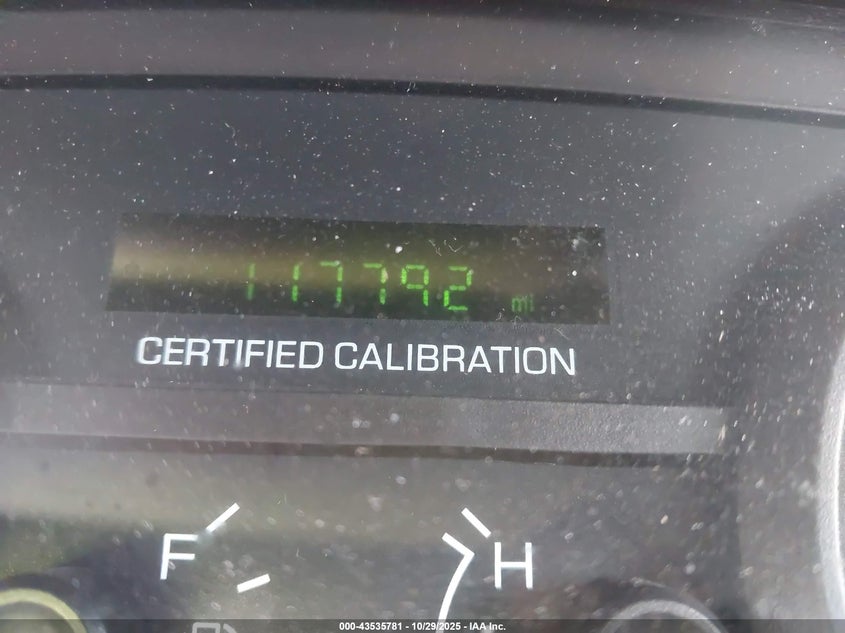 117792 mi
CERTIFIED CALIBRATION
F H
000-43535781 - 10/29/2025 - IAA Inc.